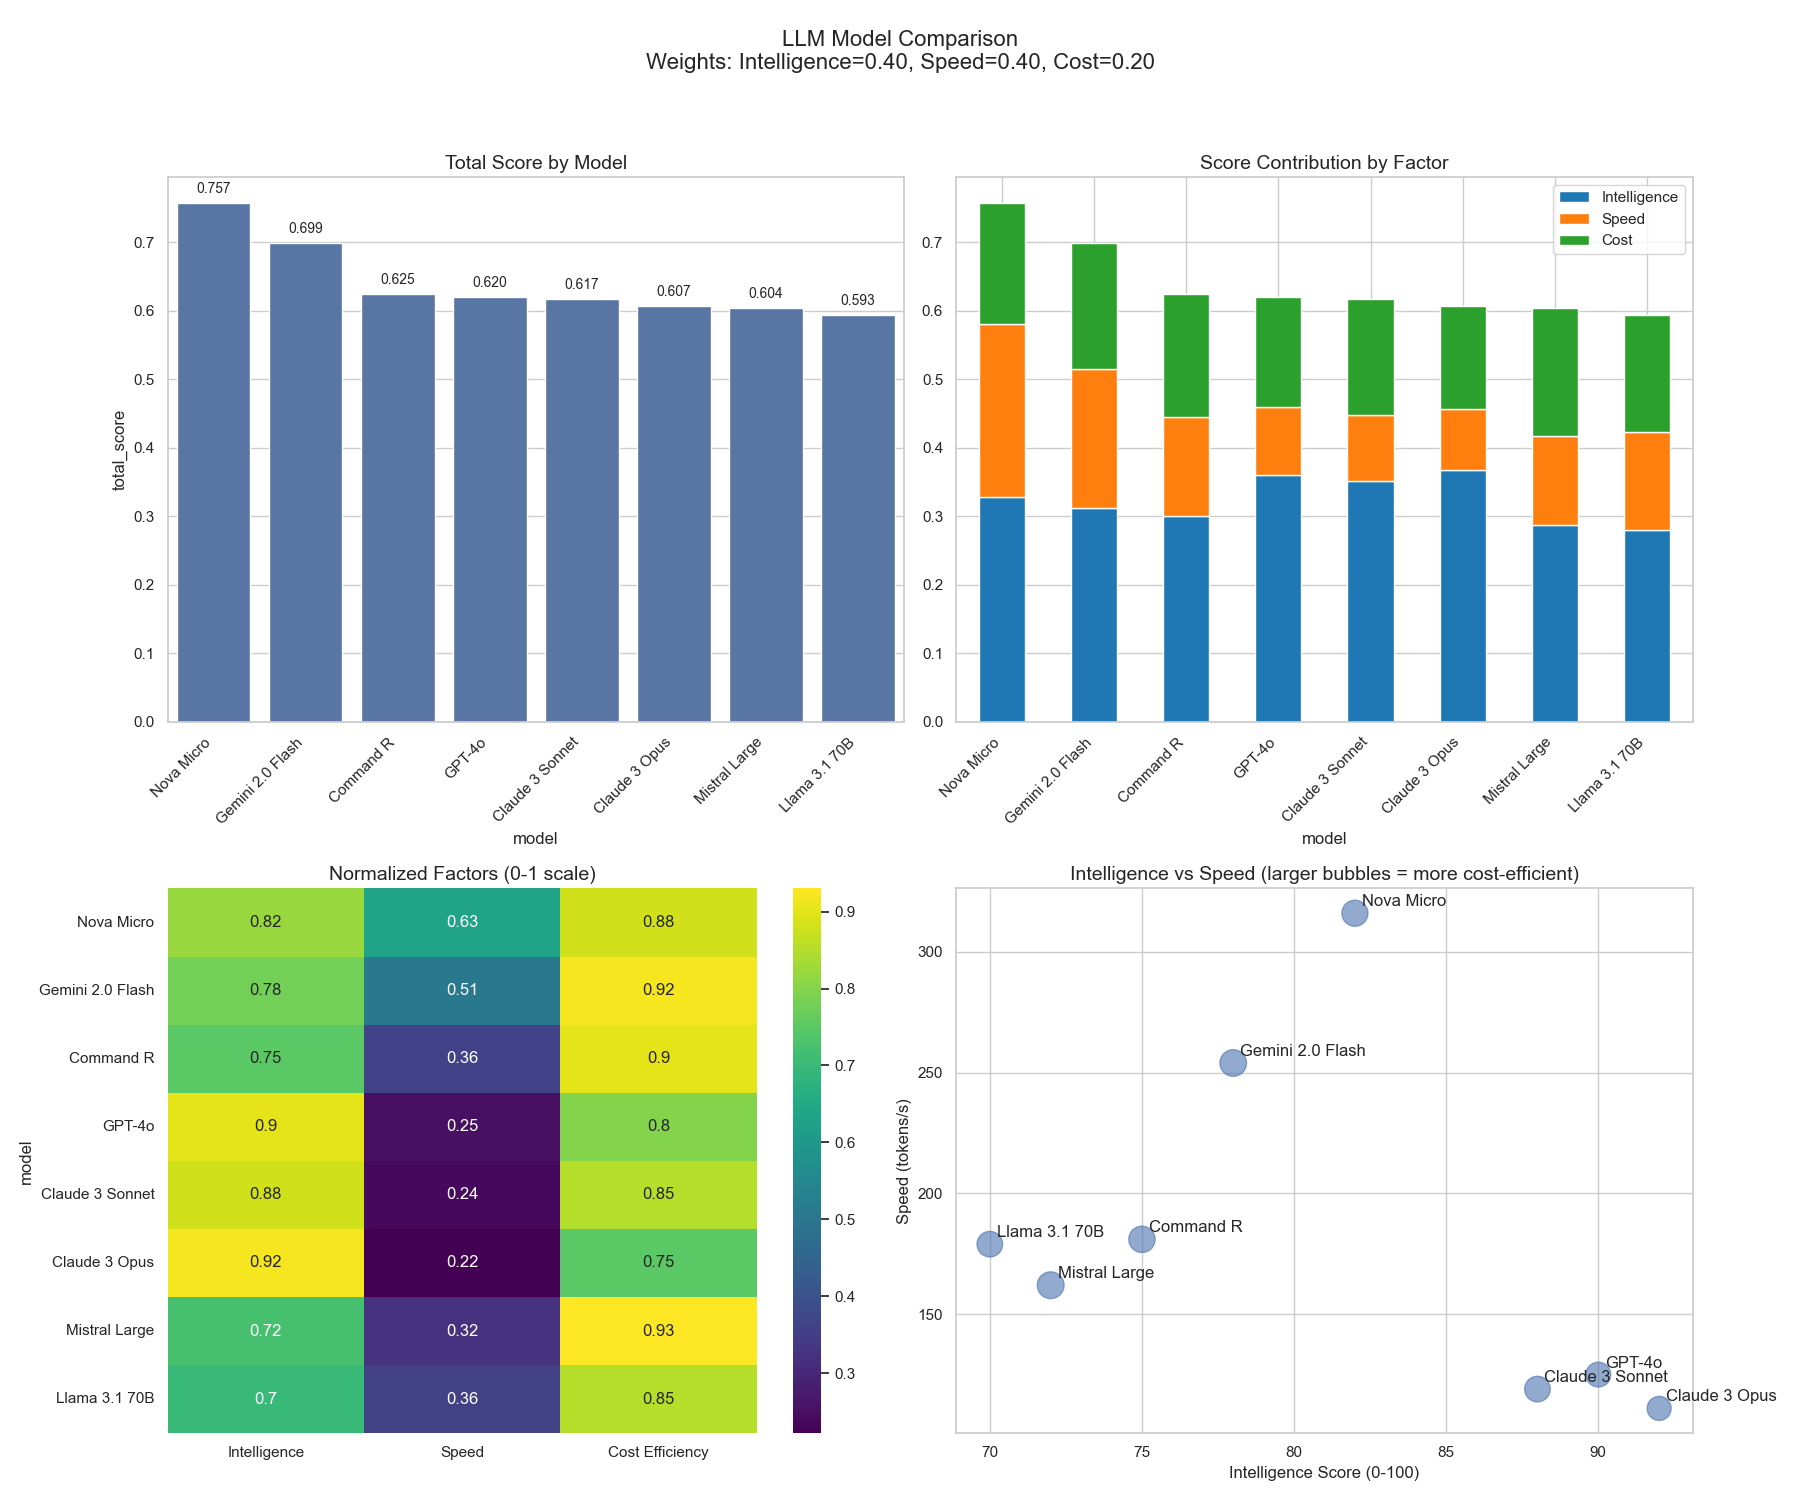 LLM Model Comparison
Weights: Intelligence=0.40, Speed=0.40, Cost=0.20
Total Score by Model
0.757
0.699
0.625
0.620
0.617
0.607
0.604
0.593
0.7
0.6
0.5
0.4
0.3
0.2
0.1
0.0
total_score
Nova Micro
Gemini 2.0 Flash
Command R
GPT-4o
Claude 3 Sonnet
Claude 3 Opus
Mistral Large
Llama 3.1 70B
model
Score Contribution by Factor
Intelligence
Speed
Cost
0.7
0.6
0.5
0.4
0.3
0.2
0.1
0.0
Nova Micro
Gemini 2.0 Flash
Command R
GPT-4o
Claude 3 Sonnet
Claude 3 Opus
Mistral Large
Llama 3.1 70B
model
Normalized Factors (0-1 scale)
model
Nova Micro 0.82 0.63 0.88
Gemini 2.0 Flash 0.78 0.51 0.92
Command R 0.75 0.36 0.9
GPT-4o 0.9 0.25 0.8
Claude 3 Sonnet 0.88 0.24 0.85
Claude 3 Opus 0.92 0.22 0.75
Mistral Large 0.72 0.32 0.93
Llama 3.1 70B 0.7 0.36 0.85
Intelligence Speed Cost Efficiency
0.9
0.8
0.7
0.6
0.5
0.4
0.3
Intelligence vs Speed (larger bubbles = more cost-efficient)
Speed (tokens/s)
300
250
200
150
Nova Micro
Gemini 2.0 Flash
Llama 3.1 70B
Command R
Mistral Large
GPT-4o
Claude 3 Sonnet
Claude 3 Opus
70 75 80 85 90
Intelligence Score (0-100)